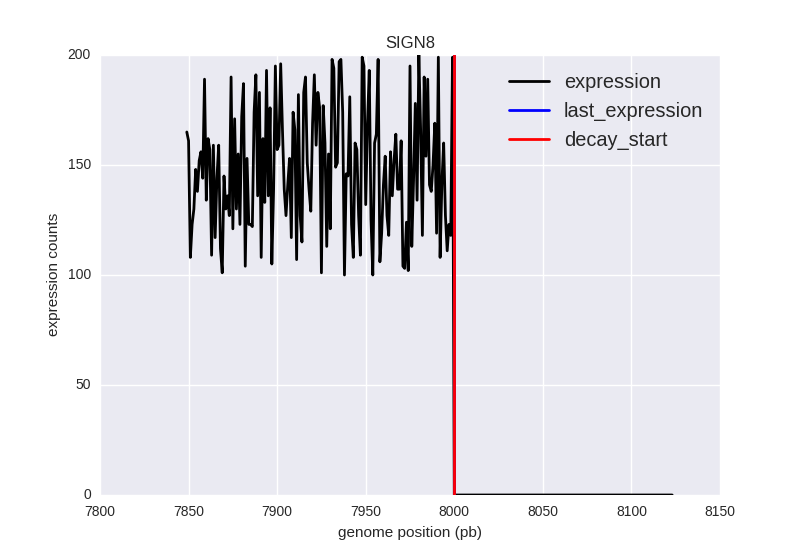 SIGN8
200
150
100
50
0
expression counts
expression
last_expression
decay_start
7800 7850 7900 7950 8000 8050 8100 8150
genome position (pb)